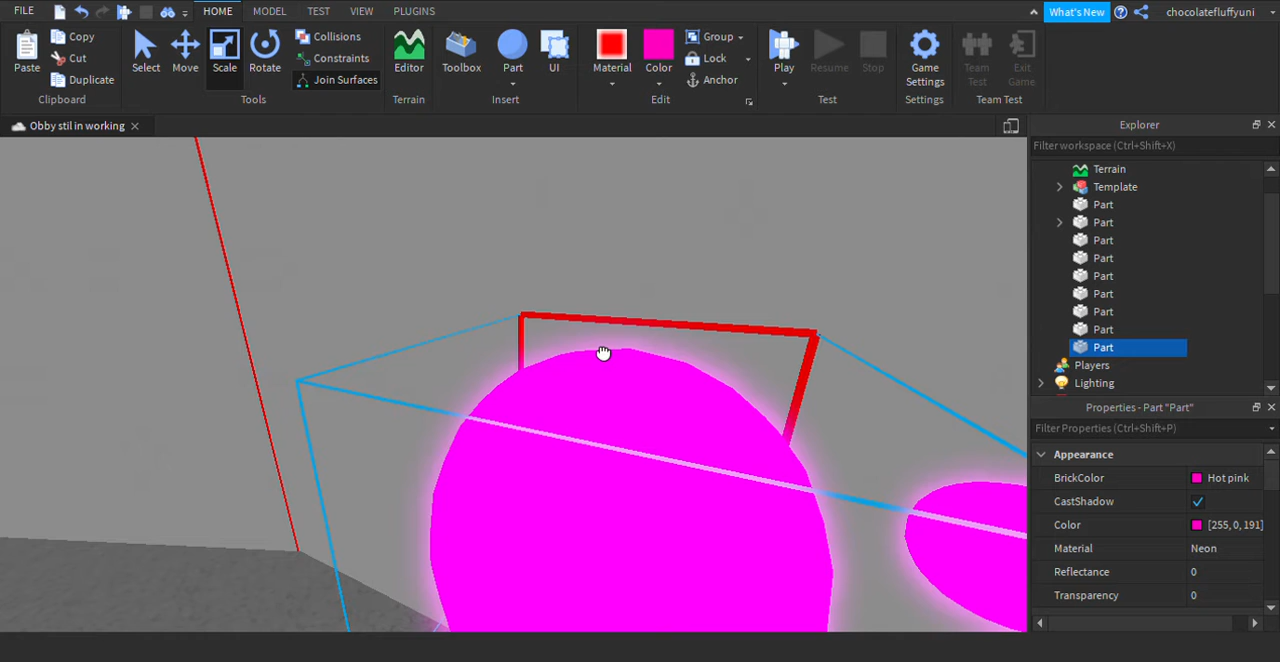 FILE HOME MODEL TEST VIEW PLUGINS What's New chocolatefluffyuni
Paste Copy Cut Duplicate
Clipboard
Select Move Scale Rotate Collisions Constraints Join Surfaces
Tools
Editor
Terrain
Toolbox Part UI
Insert
Material Color Group Lock Anchor
Edit
Play Resume Stop
Test
Game Settings
Settings
Team Test Exit Game
Team Test
Obby stil in working
Explorer
Filter workspace (Ctrl+Shift+X)
Terrain
Template
Part
Part
Part
Part
Part
Part
Part
Part
Part
Players
Lighting
Properties - Part "Part"
Filter Properties (Ctrl+Shift+P)
Appearance
BrickColor Hot pink
CastShadow
Color [255, 0, 191]
Material Neon
Reflectance 0
Transparency 0